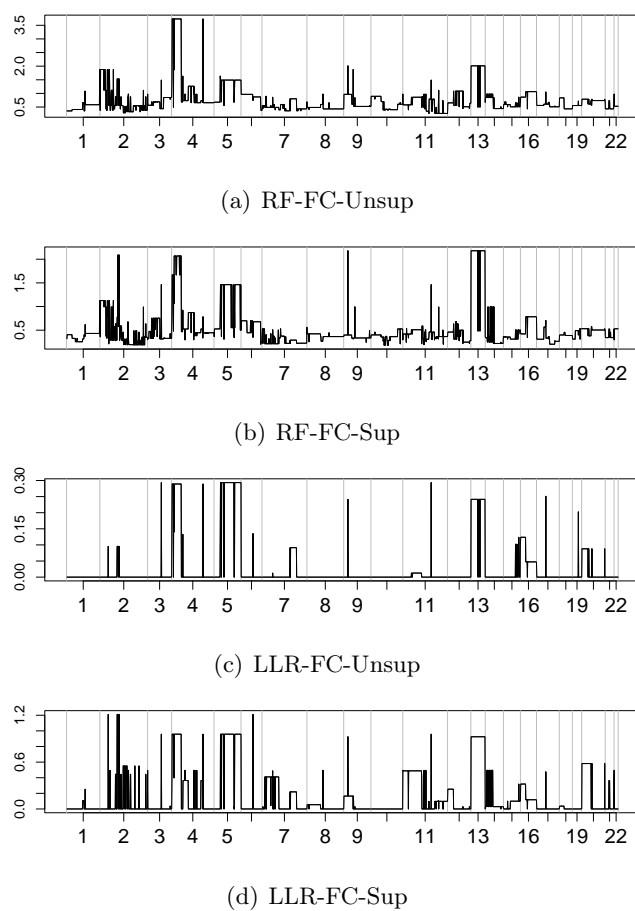 3.5
2.0
0.5
1 2 3 4 5 7 8 9 11 13 16 19 22
(a) RF-FC-Unsup
1.5
0.5
1 2 3 4 5 7 8 9 11 13 16 19 22
(b) RF-FC-Sup
0.30
0.15
0.00
1 2 3 4 5 7 8 9 11 13 16 19 22
(c) LLR-FC-Unsup
1.2
0.6
0.0
1 2 3 4 5 7 8 9 11 13 16 19 22
(d) LLR-FC-Sup